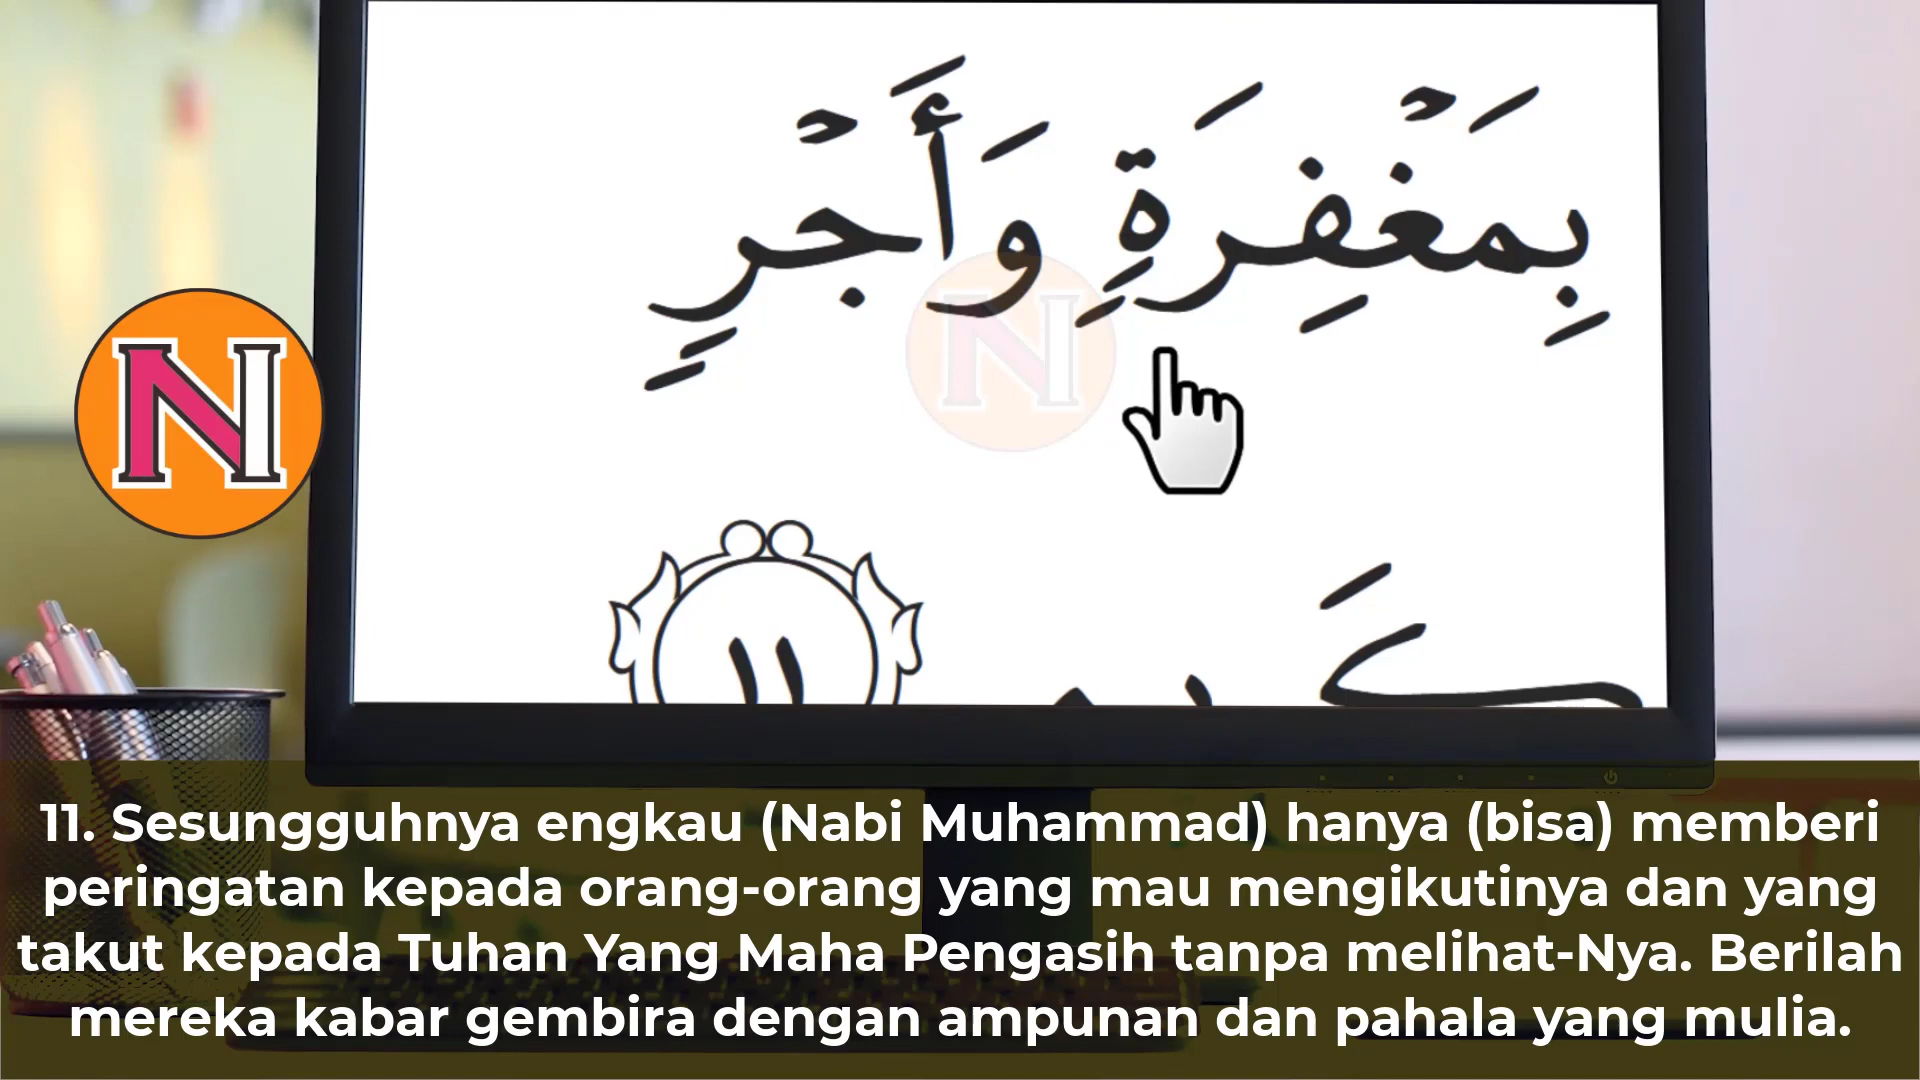 بِمَغْفِرَةٍ وَأَجْرٍ
١١
N
N
11. Sesungguhnya engkau (Nabi Muhammad) hanya (bisa) memberi
peringatan kepada orang-orang yang mau mengikutinya dan yang
takut kepada Tuhan Yang Maha Pengasih tanpa melihat-Nya. Berilah
mereka kabar gembira dengan ampunan dan pahala yang mulia.